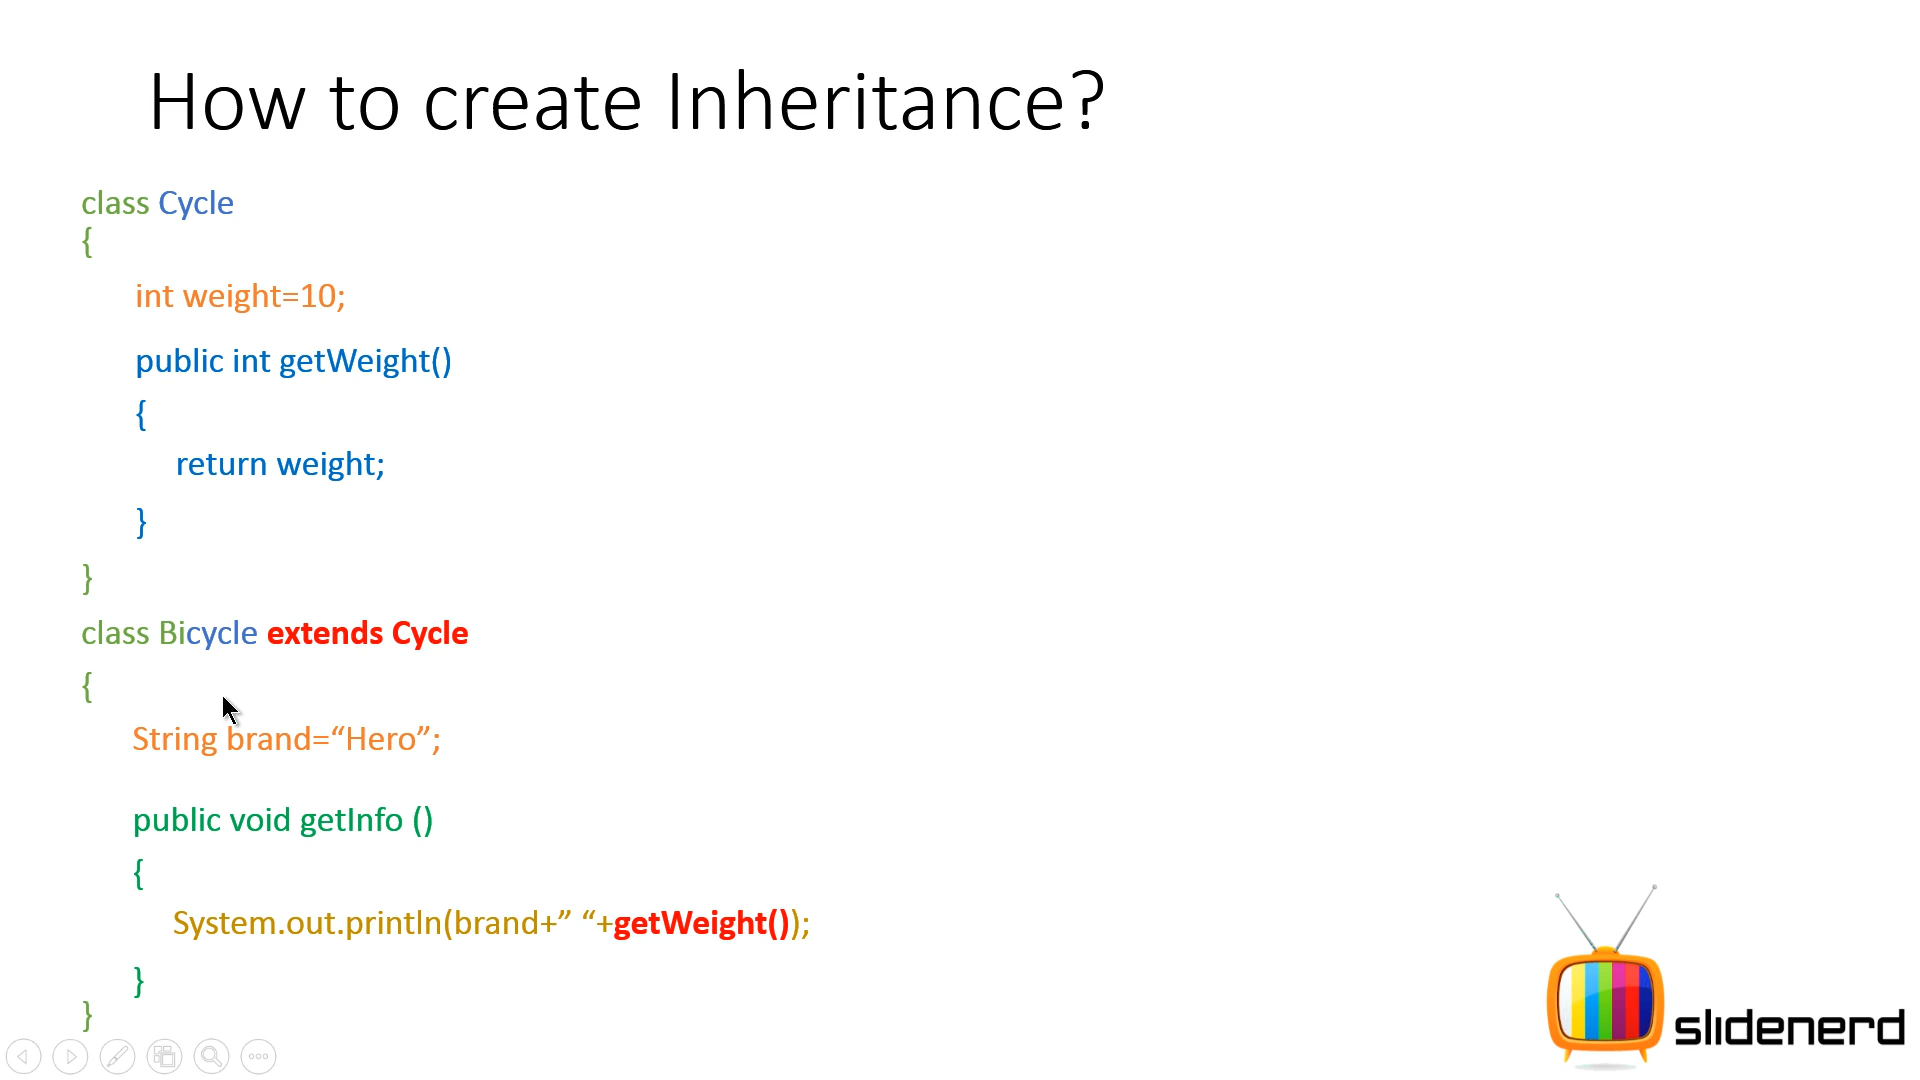 How to create Inheritance?
class Cycle
{
int weight=10;
public int getWeight()
{
return weight;
}
}
class Bicycle extends Cycle
{
String brand=“Hero”;
public void getInfo ()
{
System.out.println(brand+” “+getWeight());
}
}
slidenerd